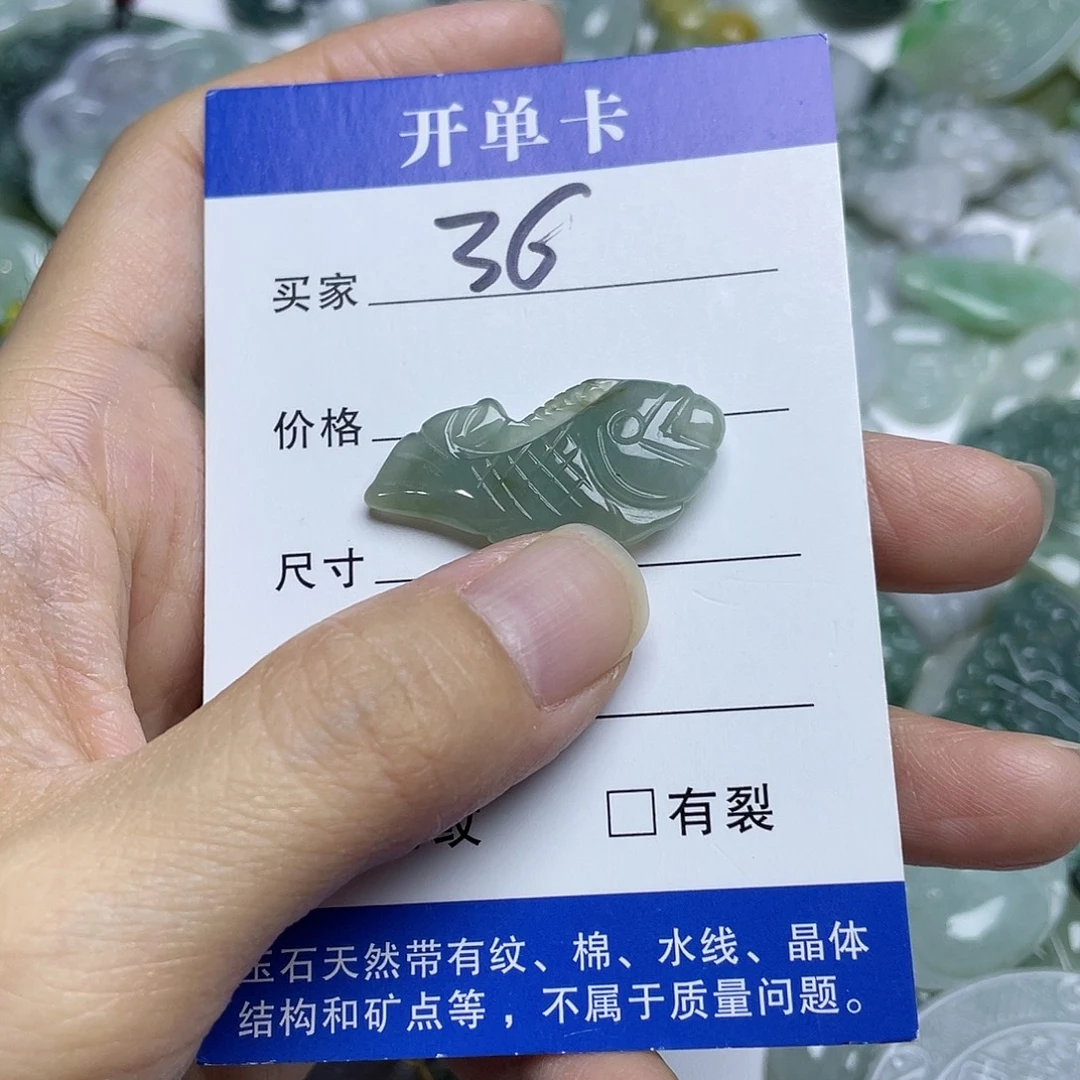 开单卡
买家 36
价格
尺寸
纹 □有裂
玉石天然带有纹、棉、水线、晶体
结构和矿点等，不属于质量问题。